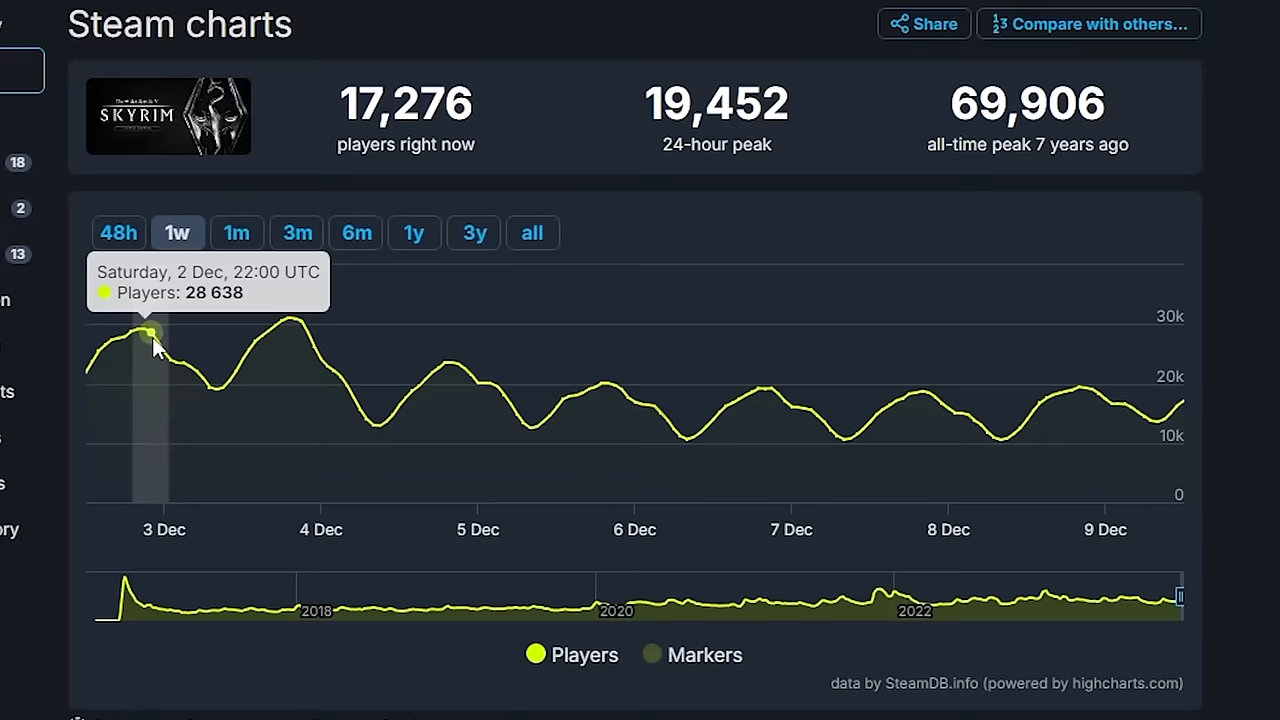 Steam charts
Share
Compare with others...
SKYRIM
17,276
players right now
19,452
24-hour peak
69,906
all-time peak 7 years ago
18
2
13
48h 1w 1m 3m 6m 1y 3y all
Saturday, 2 Dec, 22:00 UTC
Players: 28 638
30k
20k
10k
0
3 Dec 4 Dec 5 Dec 6 Dec 7 Dec 8 Dec 9 Dec
2018 2020 2022
Players Markers
data by SteamDB.info (powered by highcharts.com)